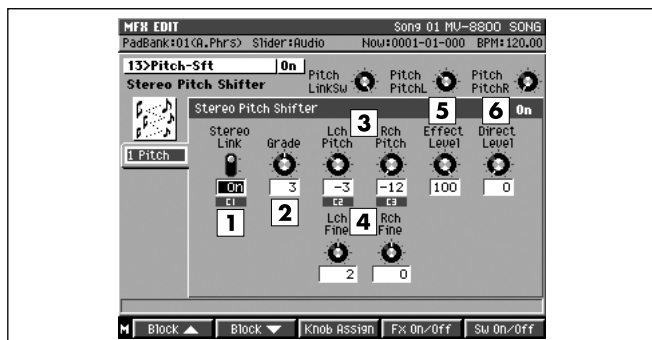 MFX EDIT Song 01 MV-8800 SONG
PadBank:01(A.Phrs) Slider:Audio Now:0001-01-000 BPM:120.00
13>Pitch-Sft On
Stereo Pitch Shifter
Pitch LinkSw
Pitch PitchL
Pitch PitchR
Stereo Pitch Shifter On
1 Pitch
Stereo Link
Grade
Lch Pitch
3
Rch Pitch
5
Effect Level
6
Direct Level
On 3 -3 -12 100 0
C1 C2 C3
1
2
Lch Fine
4
Rch Fine
2 0
M Block ▲ Block ▼ Knob Assign Fx On/Off Sw On/Off